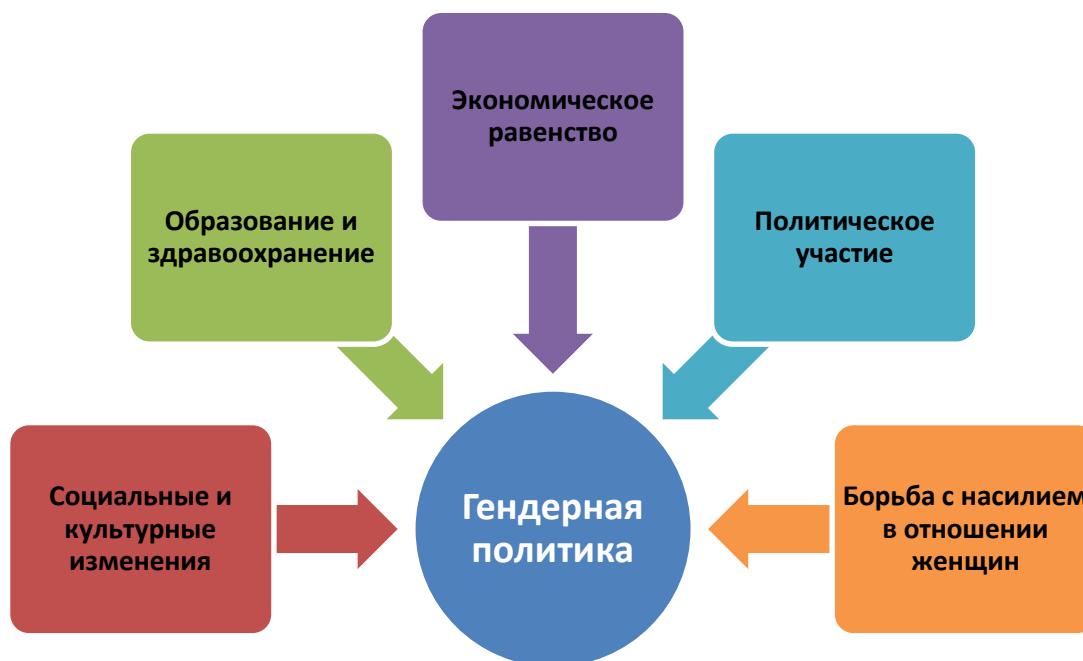 Экономическое
равенство
Образование и
здравоохранение
Политическое
участие
Социальные и
культурные
изменения
Гендерная
политика
Борьба с насилием
в отношении
женщин